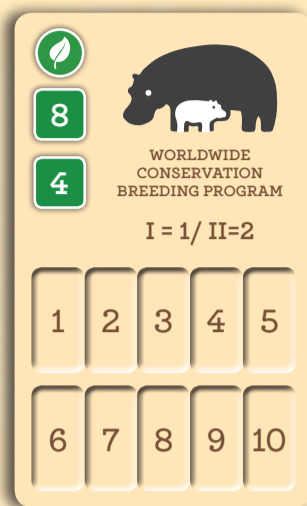 8
4
WORLDWIDE
CONSERVATION
BREEDING PROGRAM
I = 1/ II=2
1 2 3 4 5
6 7 8 9 10